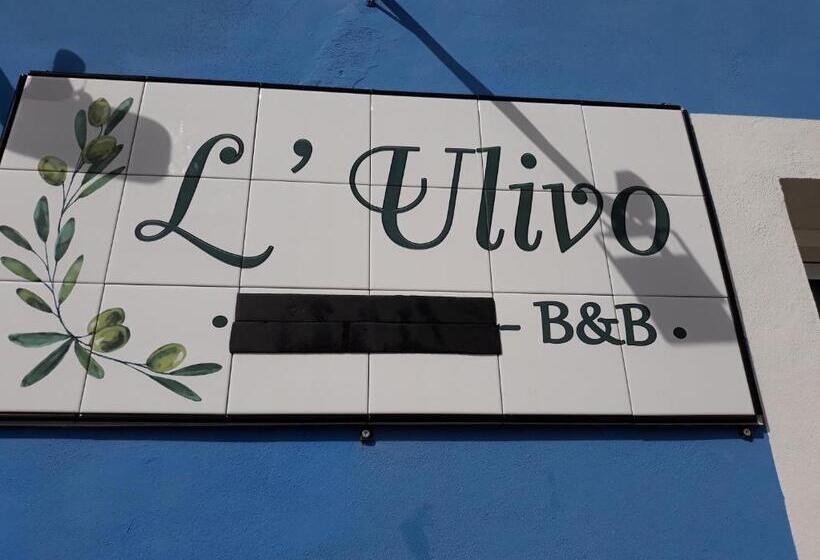 L' Ulivo
• - B&B •